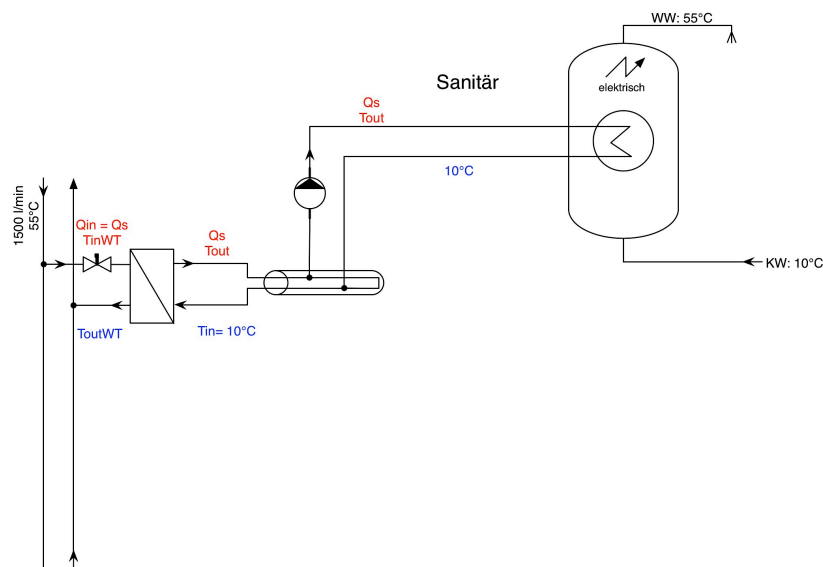 WW: 55°C
elektrisch
Sanitär
Qs
Tout
10°C
1500 l/min
55°C
Qin = Qs
TinWT
Qs
Tout
KW: 10°C
ToutWT
Tin= 10°C